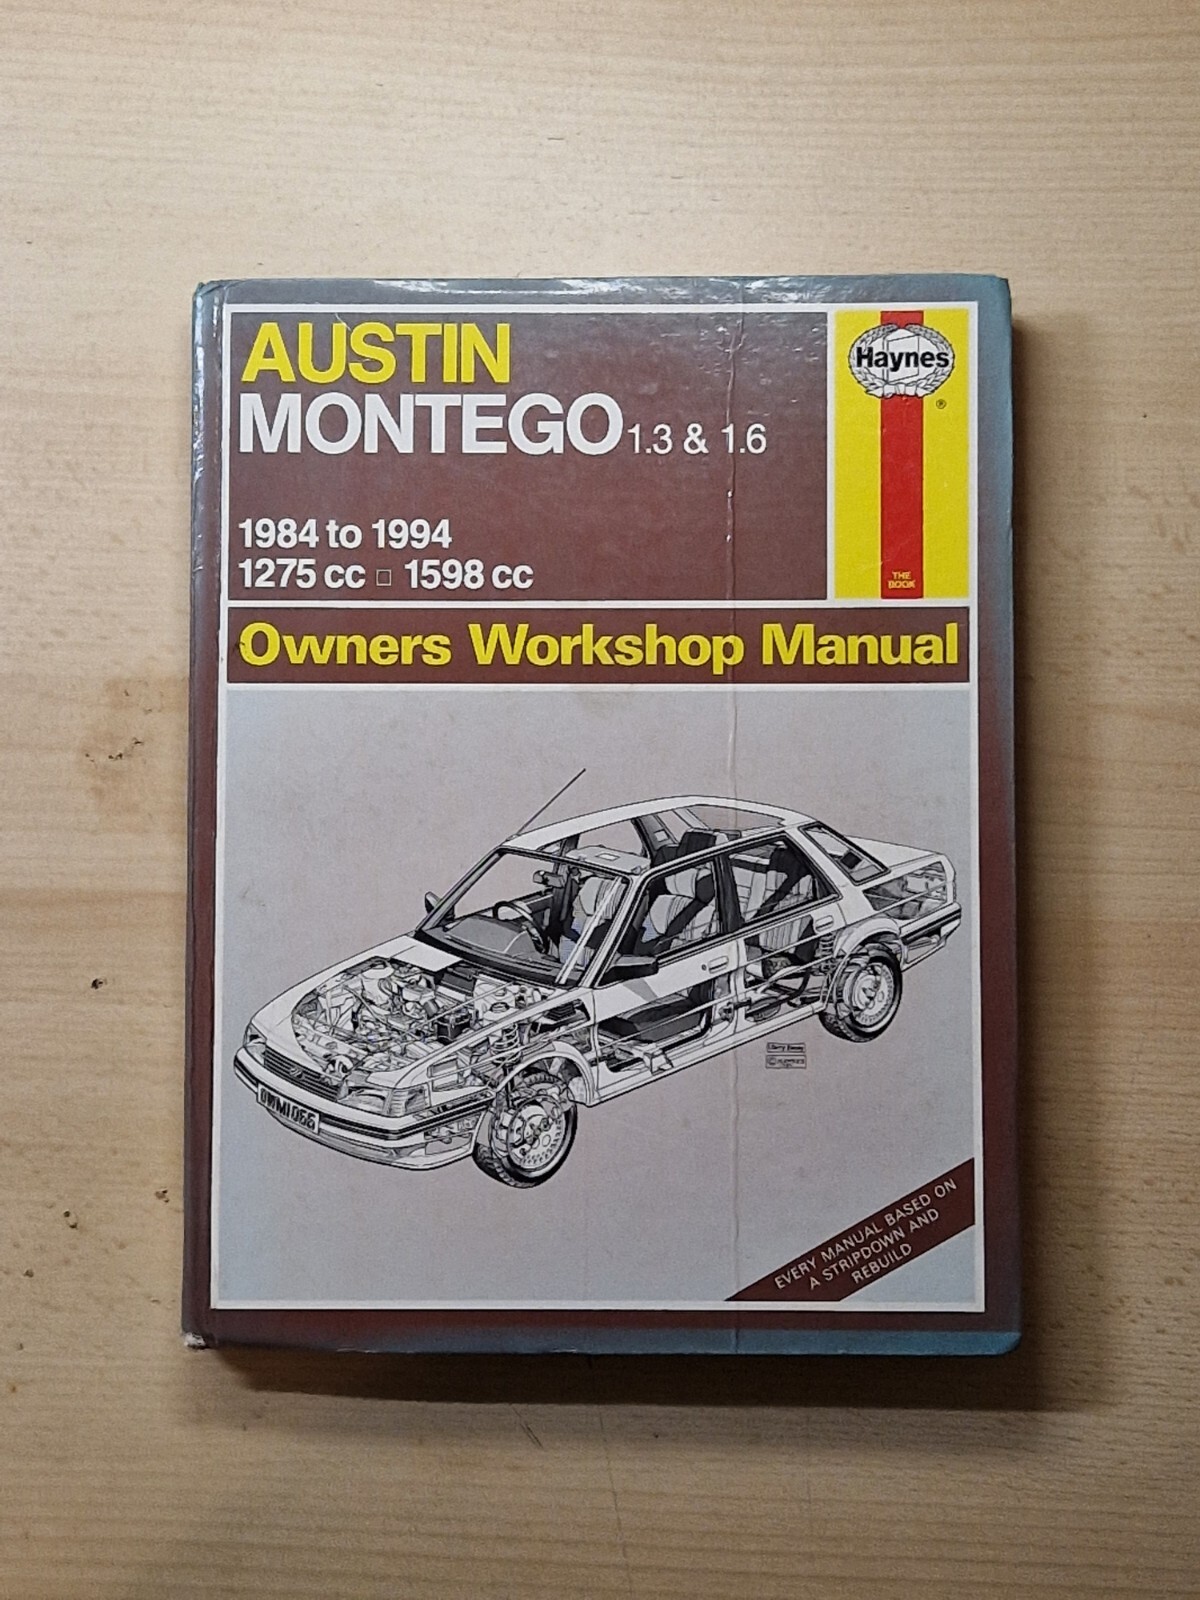 AUSTIN
MONTEGO 1.3 & 1.6
Haynes
®
1984 to 1994
1275 cc □ 1598 cc
THE
BOOK
Owners Workshop Manual
EVERY MANUAL BASED ON
A STRIPDOWN AND
REBUILD